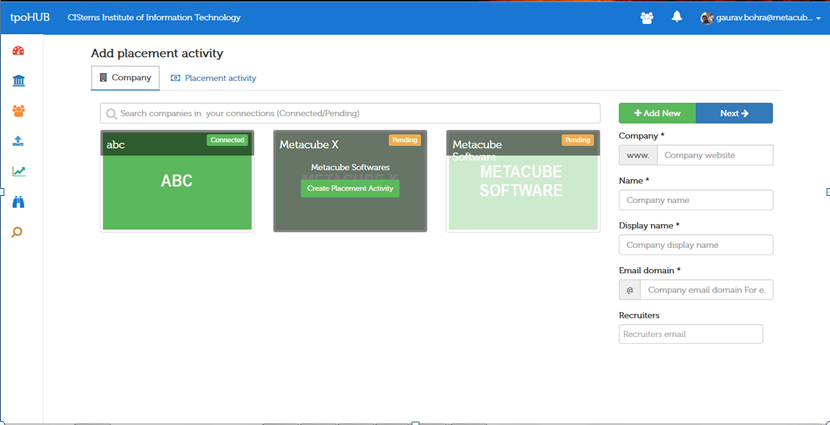 tpoHUB CIStems Institute of Information Technology gaurav.bohra@metacub...
Add placement activity
Company Placement activity
Search companies in your connections (Connected/Pending)
+ Add New Next
abc Connected
ABC
Metacube X Pending
Metacube Softwares
METACUBE X
Create Placement Activity
Metacube Pending
Software
METACUBE
SOFTWARE
Company *
www. Company website
Name *
Company name
Display name *
Company display name
Email domain *
@ Company email domain For e.
Recruiters
Recruiters email